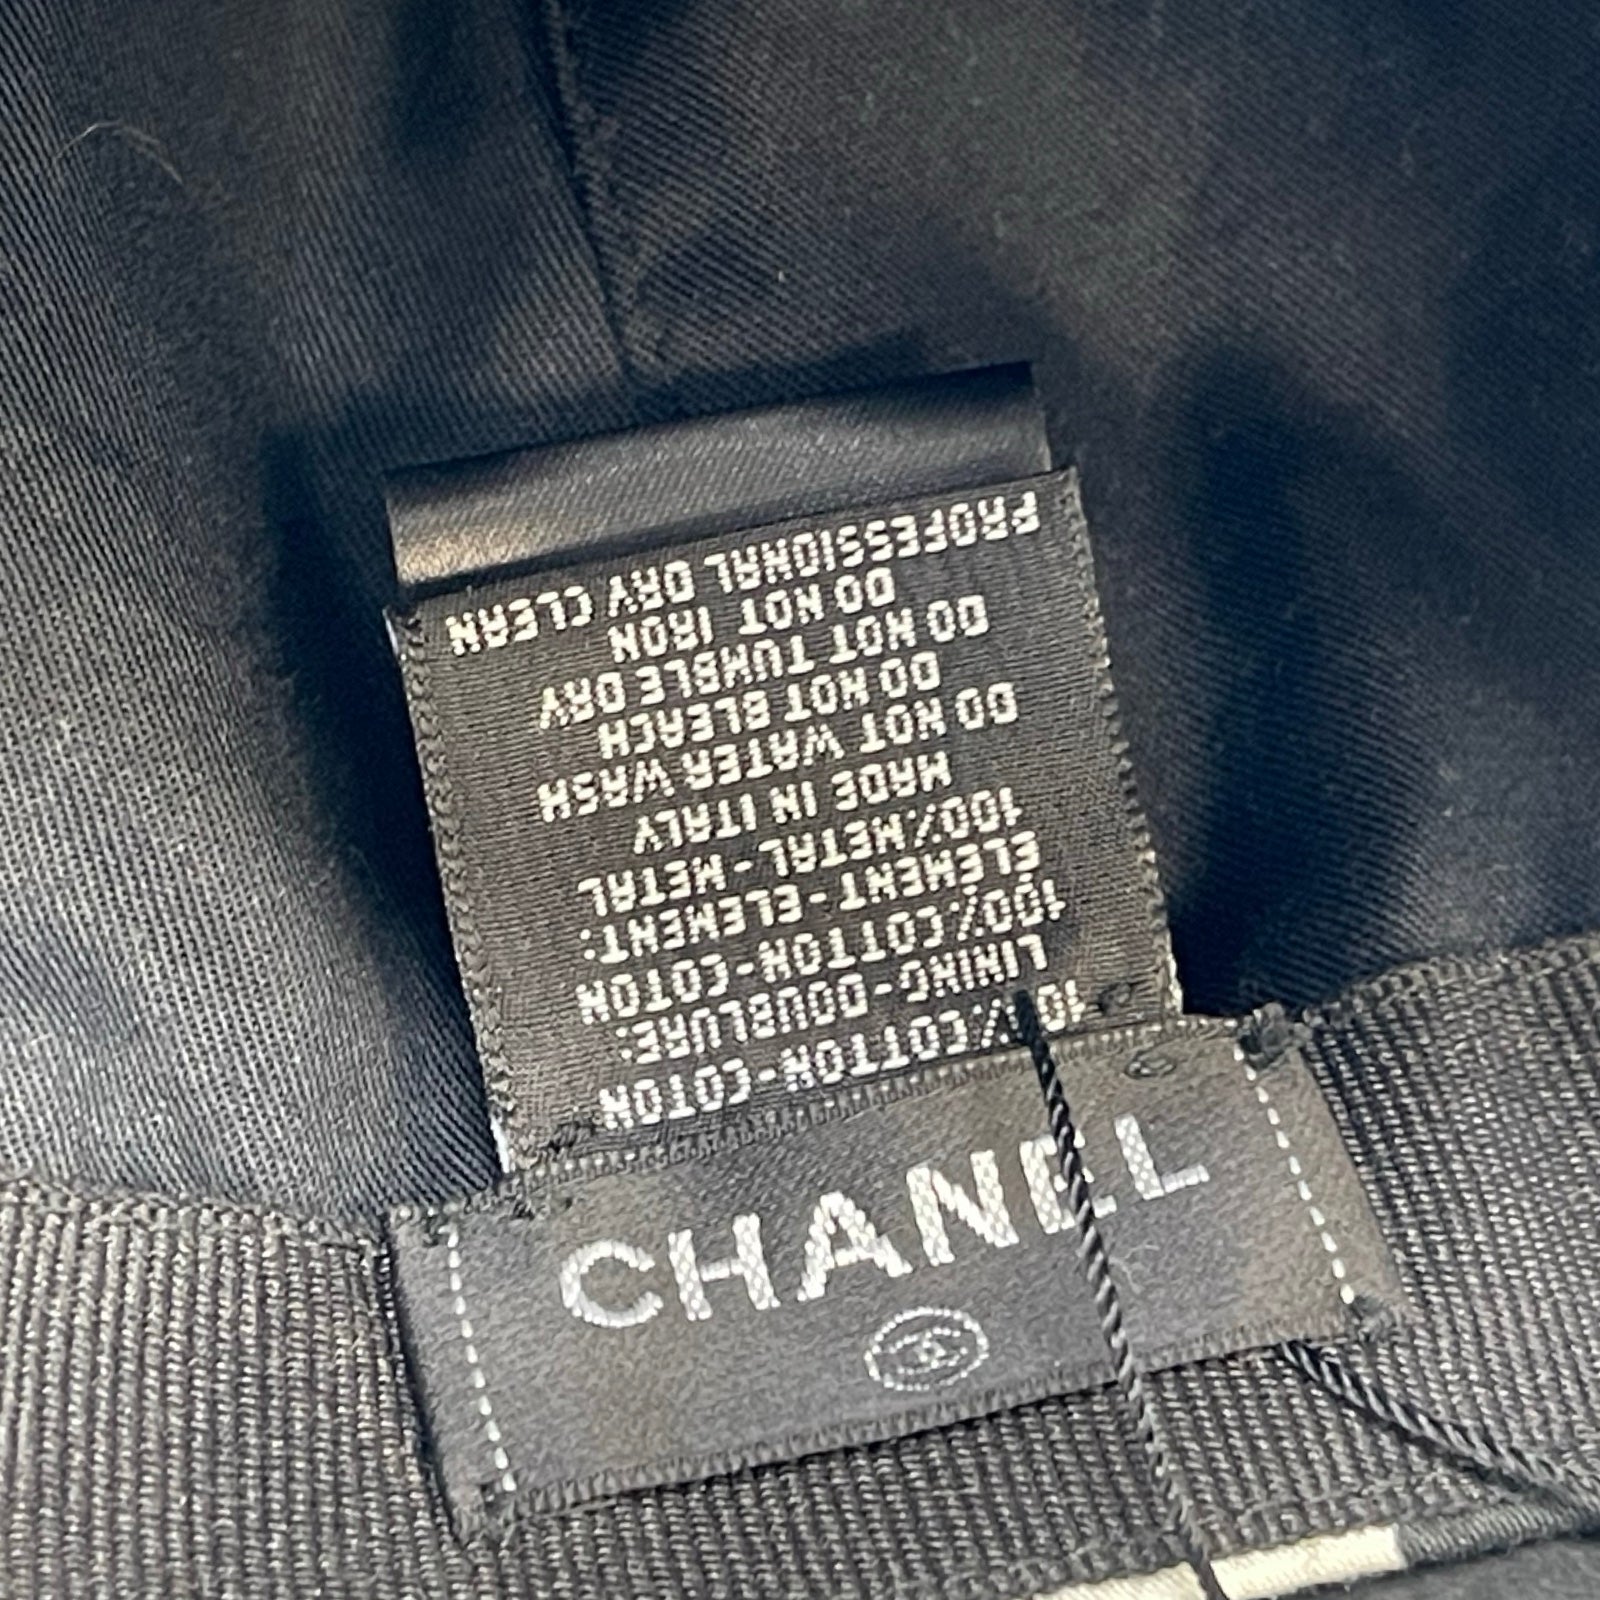 100%COTTON-COTON
LINING-DOUBLURE:
100%COTTON-COTON
ELEMENT-ELEMENT:
100%METAL-METAL
MADE IN ITALY
DO NOT WATER WASH
DO NOT BLEACH
DO NOT TUMBLE DRY
DO NOT IRON
PROFESSIONAL DRY CLEAN
CHANEL